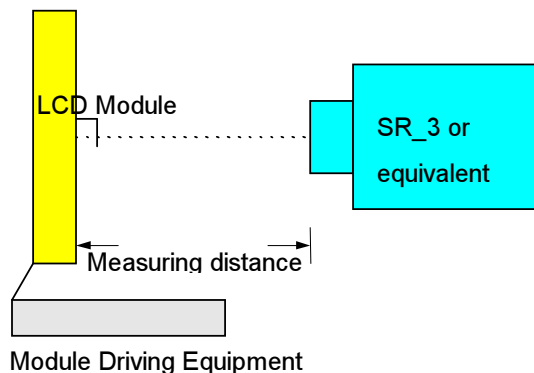 LCD Module
SR_3 or
equivalent
Measuring distance
Module Driving Equipment